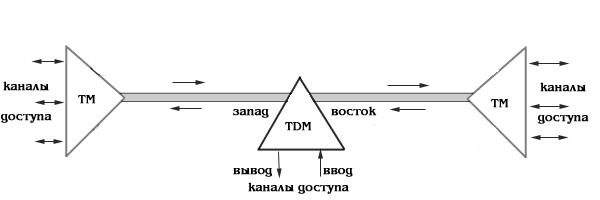 каналы
доступа
ТМ
запад
восток
TDM
вывод
ввод
каналы доступа
ТМ
каналы
доступа